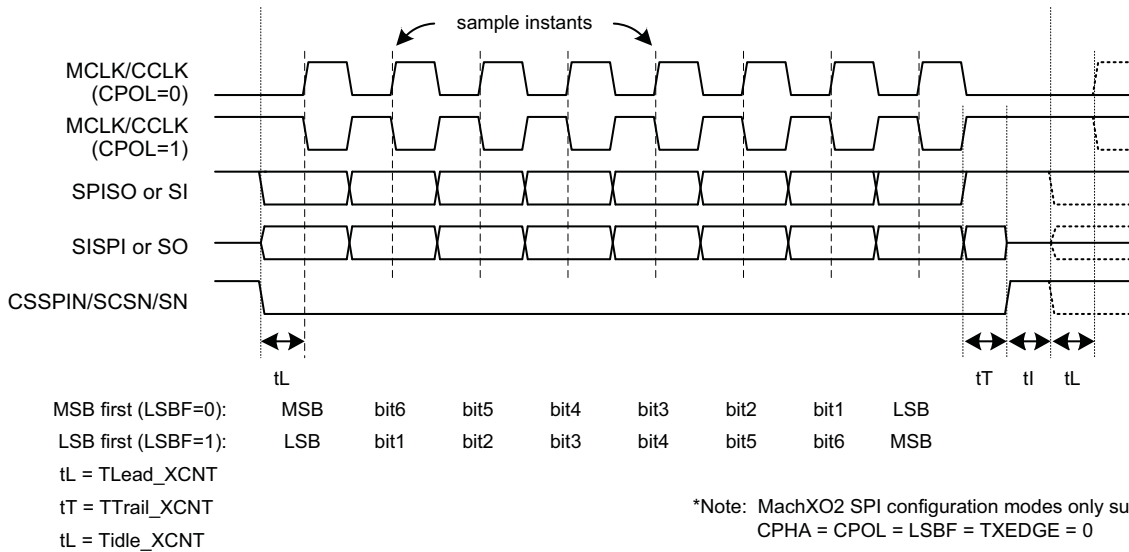 sample instants
MCLK/CCLK
(CPOL=0)
MCLK/CCLK
(CPOL=1)
SPISO or SI
SISPI or SO
CSSPIN/SCSN/SN
tL tT tI tL
MSB first (LSBF=0): MSB bit6 bit5 bit4 bit3 bit2 bit1 LSB
LSB first (LSBF=1): LSB bit1 bit2 bit3 bit4 bit5 bit6 MSB
tL = TLead_XCNT
tT = TTrail_XCNT
tL = Tidle_XCNT
*Note: MachXO2 SPI configuration modes only su
CPHA = CPOL = LSBF = TXEDGE = 0